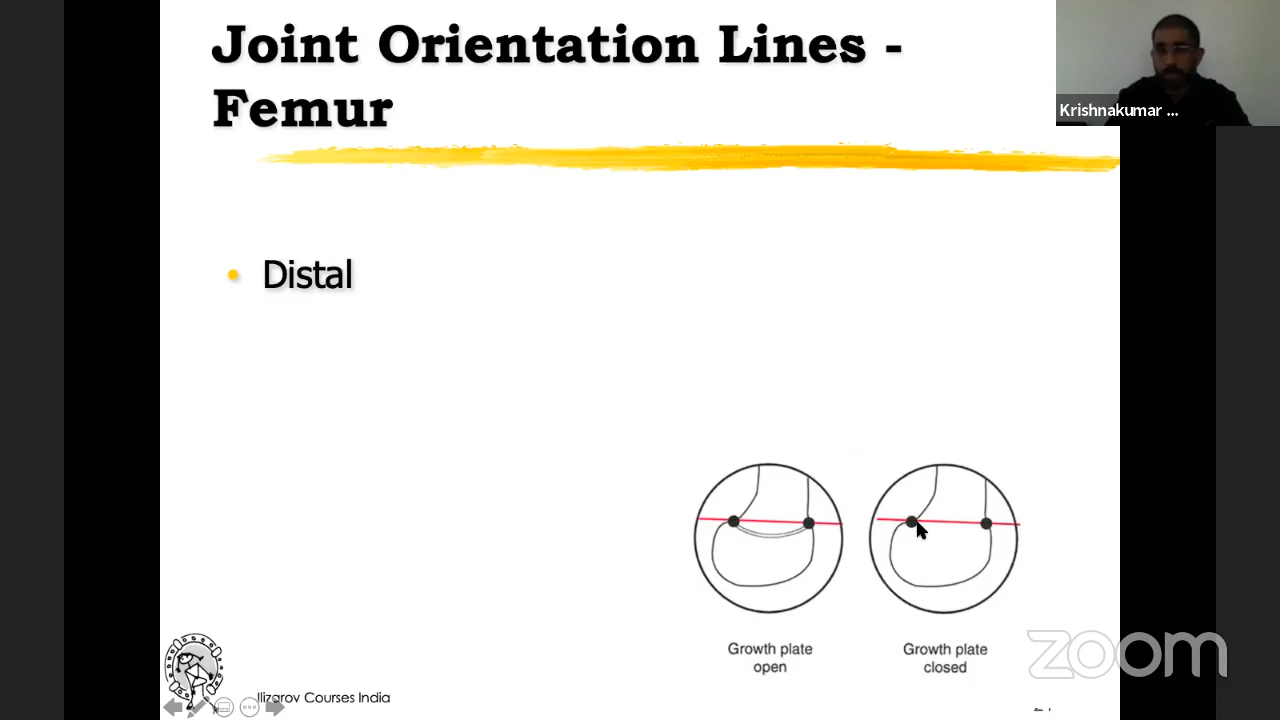 Joint Orientation Lines -
Femur
Krishnakumar ...
• Distal
Growth plate
open
Growth plate
closed
Ilizarov Courses India
zoom